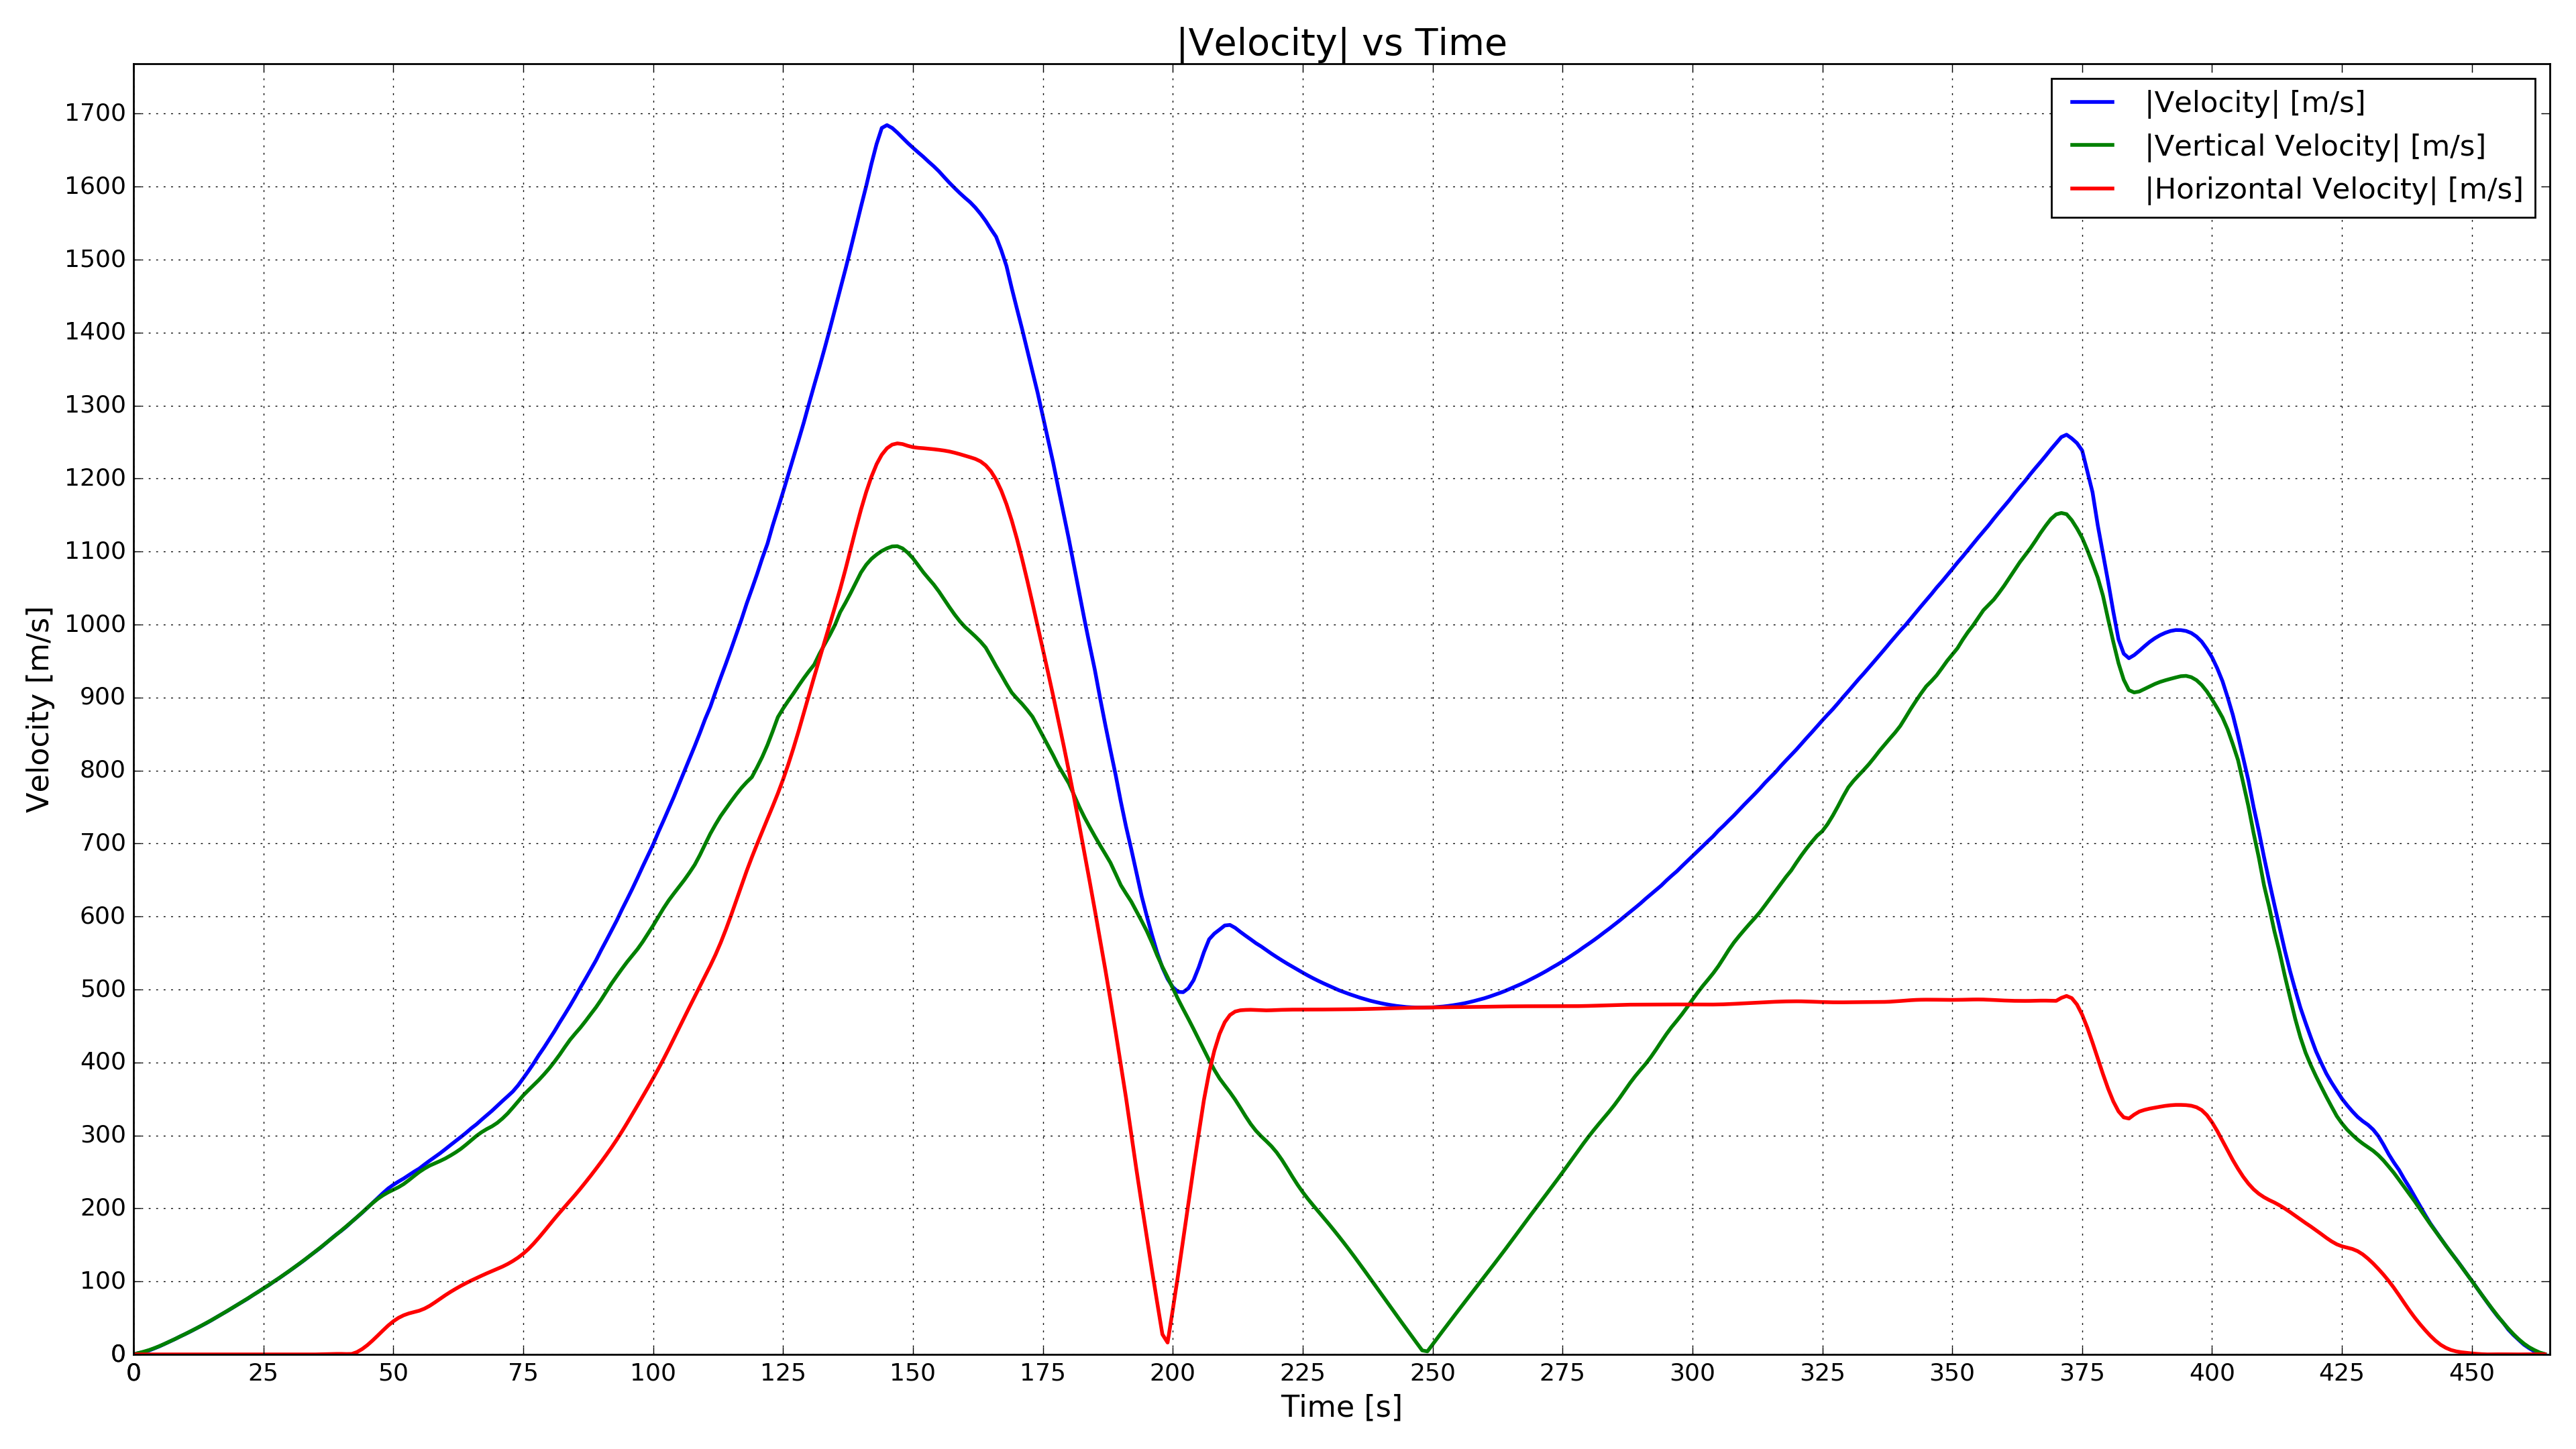 |Velocity| vs Time
|Velocity| [m/s]
|Vertical Velocity| [m/s]
|Horizontal Velocity| [m/s]
Velocity [m/s]
1700
1600
1500
1400
1300
1200
1100
1000
900
800
700
600
500
400
300
200
100
0
0 25 50 75 100 125 150 175 200 225 250 275 300 325 350 375 400 425 450
Time [s]